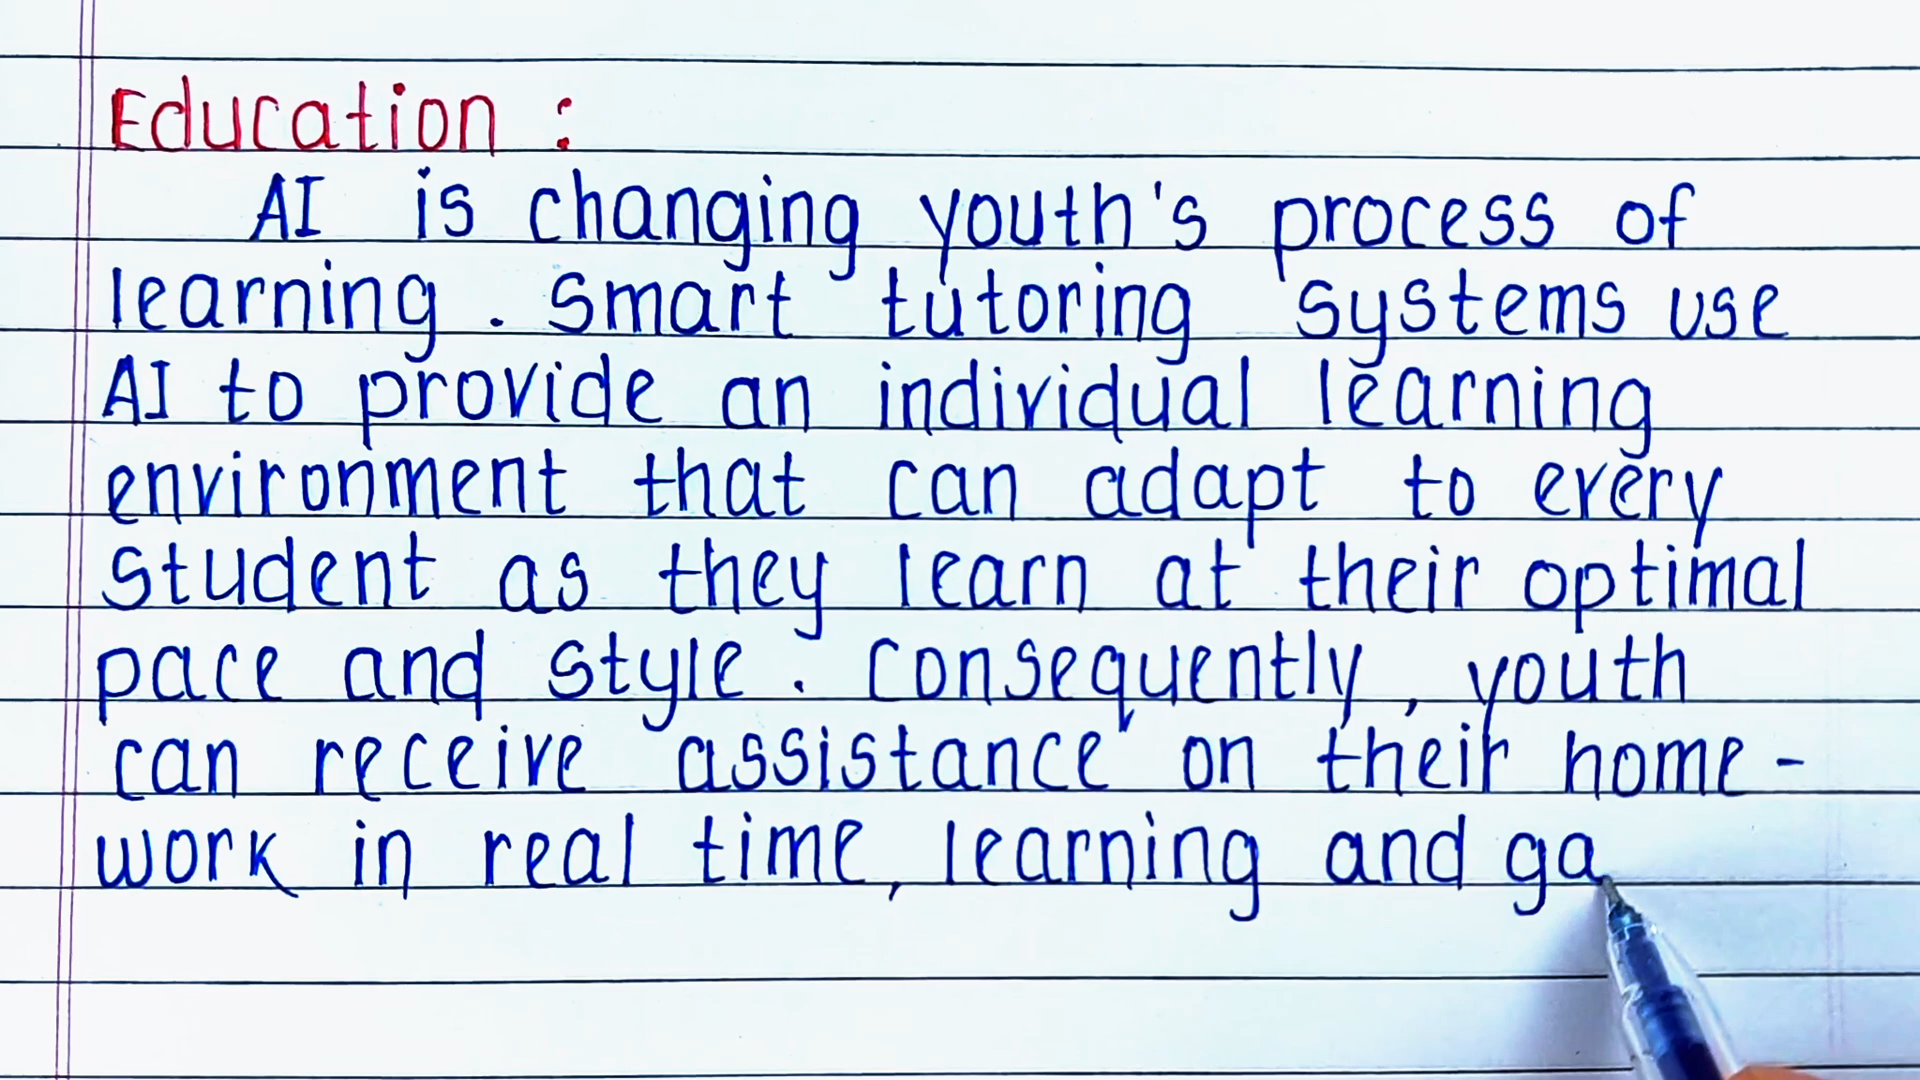 Education :
AI is changing youth's process of
learning. Smart tutoring systems use
AI to provide an individual learning
environment that can adapt to every
student as they learn at their optimal
pace and style. Consequently, youth
can receive assistance on their home-
work in real time, learning and ga